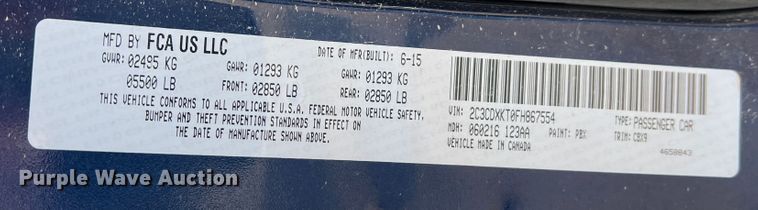 MFD BY FCA US LLC
DATE OF MFR(BUILT): 6-15
GVWR: 02495 KG GAWR: 01293 KG GAWR: 01293 KG
05500 LB FRONT: 02850 LB REAR: 02850 LB
THIS VEHICLE CONFORMS TO ALL APPLICABLE U.S.A. FEDERAL MOTOR VEHICLE SAFETY,
BUMPER AND THEFT PREVENTION STANDARDS IN EFFECT ON
THE DATE OF MANUFACTURE SHOWN ABOVE.
VIN: 2C3CDXKT0FH867554 TYPE: PASSENGER CAR
MDH: 060216 123AA PAINT: PBX TRIM: CBX9
VEHICLE MADE IN CANADA 4658843
Purple Wave Auction